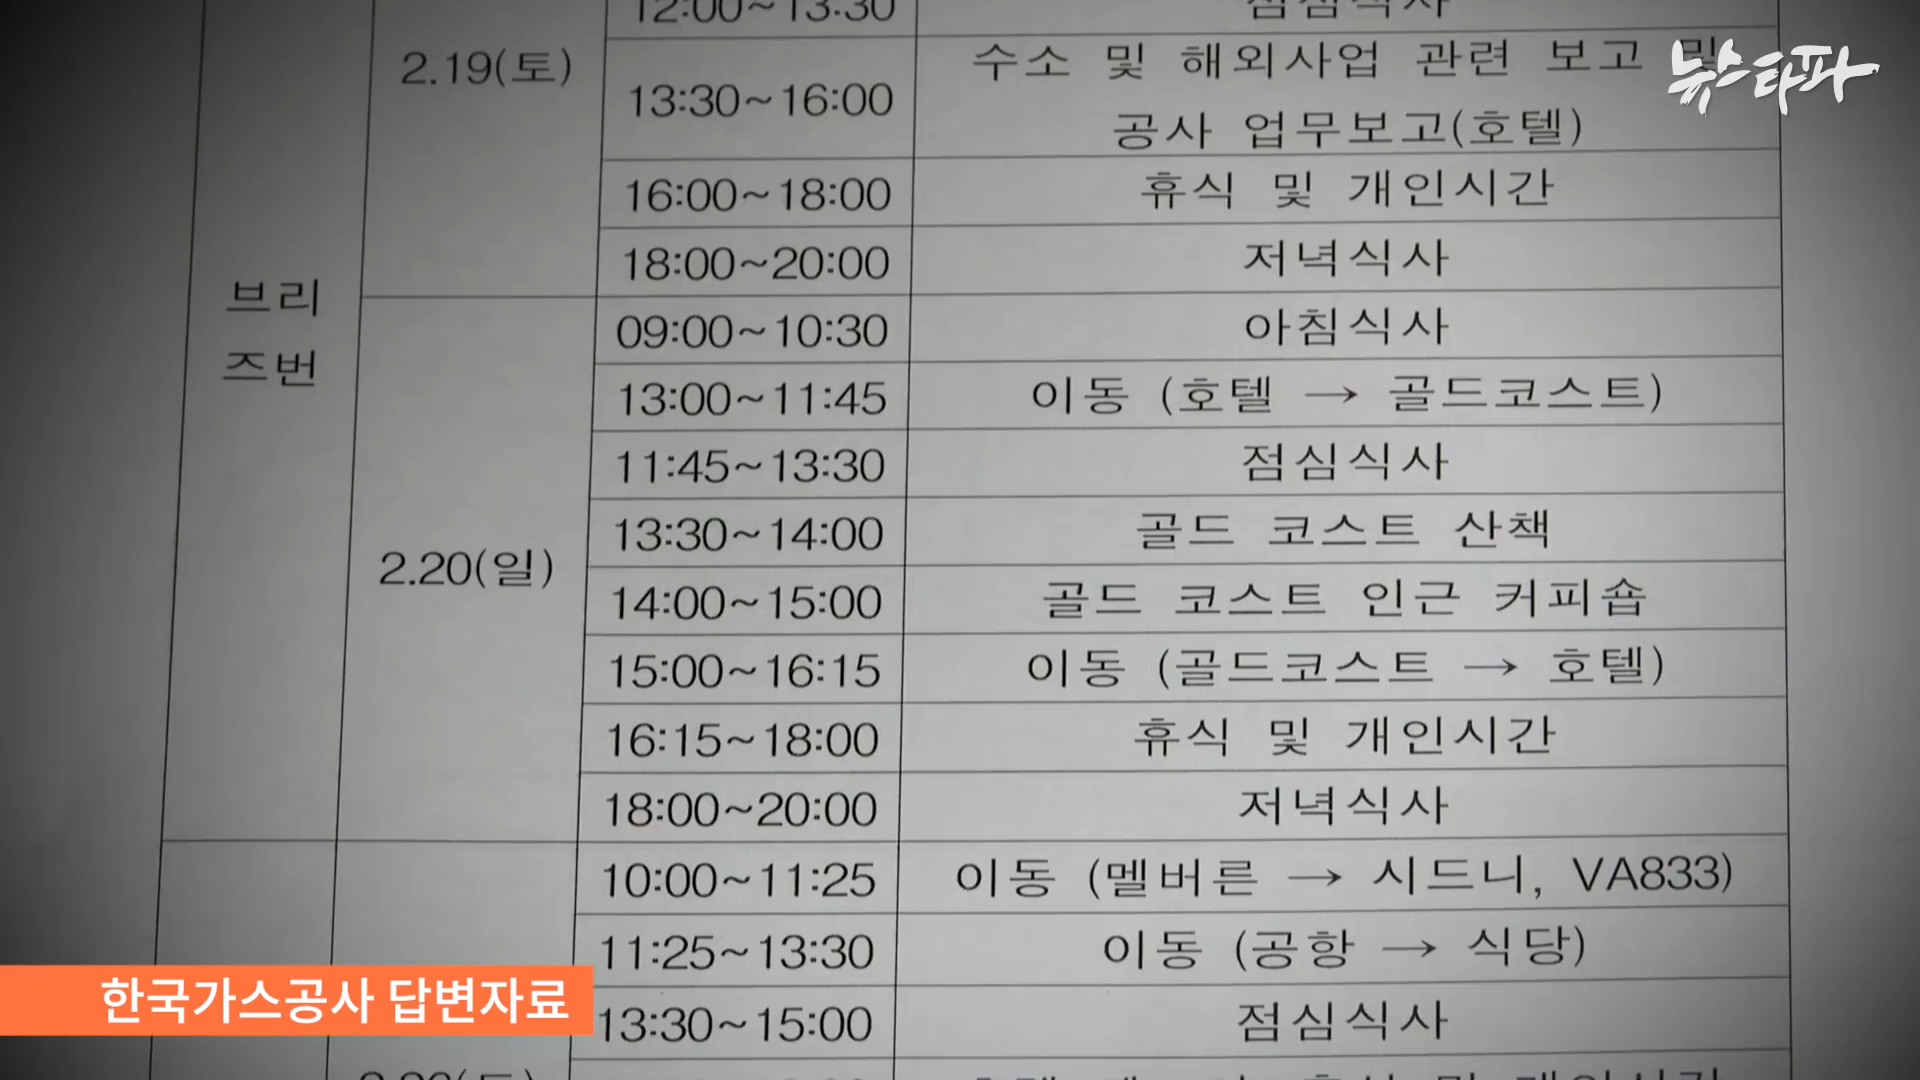 12:00~13:30 점심식사
2.19(토)
13:30~16:00 수소 및 해외사업 관련 보고 및
공사 업무보고(호텔)
뉴스타파
16:00~18:00 휴식 및 개인시간
18:00~20:00 저녁식사
브리
즈번
2.20(일)
09:00~10:30 아침식사
13:00~11:45 이동 (호텔 → 골드코스트)
11:45~13:30 점심식사
13:30~14:00 골드 코스트 산책
14:00~15:00 골드 코스트 인근 커피숍
15:00~16:15 이동 (골드코스트 → 호텔)
16:15~18:00 휴식 및 개인시간
18:00~20:00 저녁식사
10:00~11:25 이동 (멜버른 → 시드니, VA833)
11:25~13:30 이동 (공항 → 식당)
13:30~15:00 점심식사
한국가스공사 답변자료